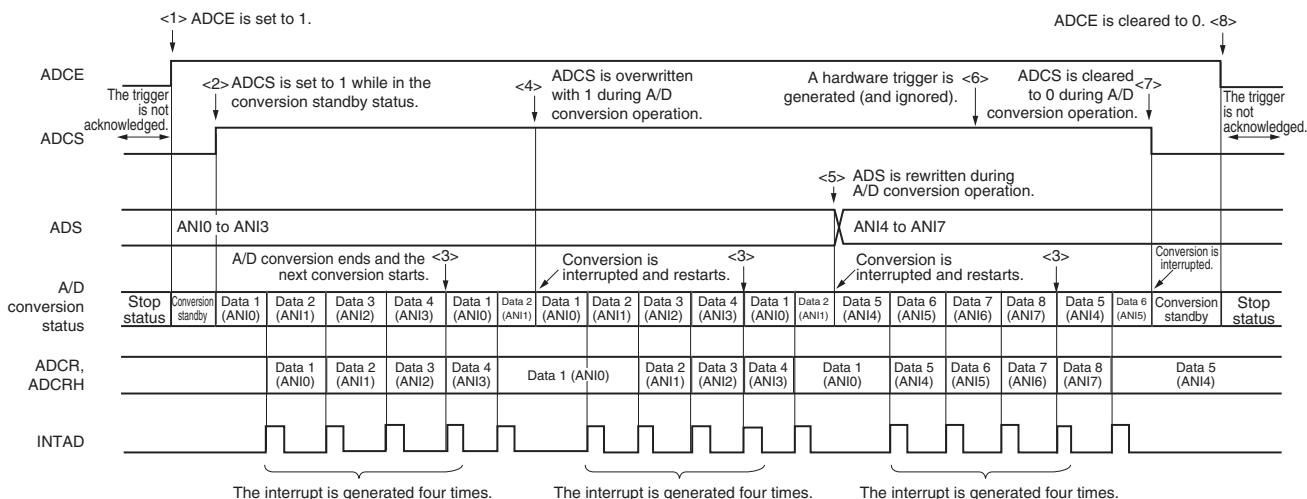 <1> ADCE is set to 1.
ADCE is cleared to 0. <8>
ADCE
The trigger
is not
acknowledged.
<2> ADCS is set to 1 while in the
conversion standby status.
<4> ADCS is overwritten
with 1 during A/D
conversion operation.
A hardware trigger is <6>
generated (and ignored).
ADCS is cleared <7>
to 0 during A/D
conversion operation.
The trigger
is not
acknowledged.
ADCS
<5> ADS is rewritten during
A/D conversion operation.
ADS
ANI0 to ANI3
ANI4 to ANI7
A/D conversion ends and the <3>
next conversion starts.
Conversion is
interrupted and restarts.
<3>
Conversion is
interrupted and restarts.
<3>
Conversion is
interrupted.
A/D
conversion
status
Stop
status
Conversion
standby
Data 1
(ANI0)
Data 2
(ANI1)
Data 3
(ANI2)
Data 4
(ANI3)
Data 1
(ANI0)
Data 2
(ANI1)
Data 1
(ANI0)
Data 2
(ANI1)
Data 3
(ANI2)
Data 4
(ANI3)
Data 1
(ANI0)
Data 2
(ANI1)
Data 5
(ANI4)
Data 6
(ANI5)
Data 7
(ANI6)
Data 8
(ANI7)
Data 5
(ANI4)
Data 6
(ANI5)
Conversion
standby
Stop
status
ADCR,
ADCRH
Data 1
(ANI0)
Data 2
(ANI1)
Data 3
(ANI2)
Data 4
(ANI3)
Data 1 (ANI0)
Data 2
(ANI1)
Data 3
(ANI2)
Data 4
(ANI3)
Data 1
(ANI0)
Data 5
(ANI4)
Data 6
(ANI5)
Data 7
(ANI6)
Data 8
(ANI7)
Data 5
(ANI4)
INTAD
The interrupt is generated four times.
The interrupt is generated four times.
The interrupt is generated four times.